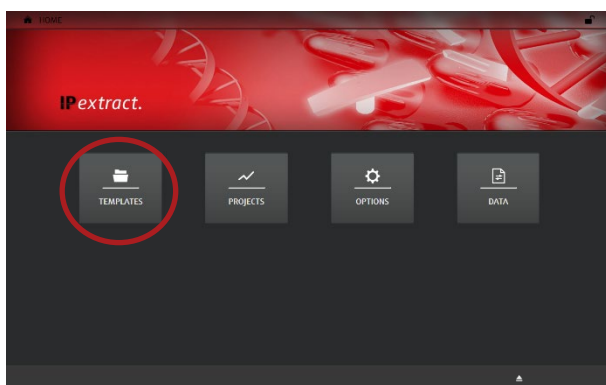 HOME
IPextract.
TEMPLATES
PROJECTS
OPTIONS
DATA